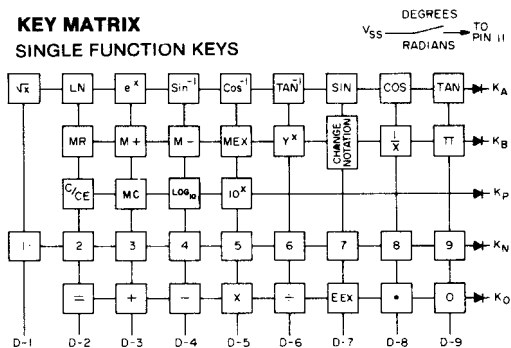 KEY MATRIX
SINGLE FUNCTION KEYS
DEGREES
VSS TO
RADIANS PIN 11
√x LN eˣ Sin⁻¹ Cos⁻¹ TAN⁻¹ SIN COS TAN KA
MR M+ M− MEX Yˣ CHANGE NOTATION 1/X π KB
C/CE MC LOG₁₀ 10ˣ KP
1 2 3 4 5 6 7 8 9 KN
= + − X ÷ EEX • 0 KO
D-1 D-2 D-3 D-4 D-5 D-6 D-7 D-8 D-9